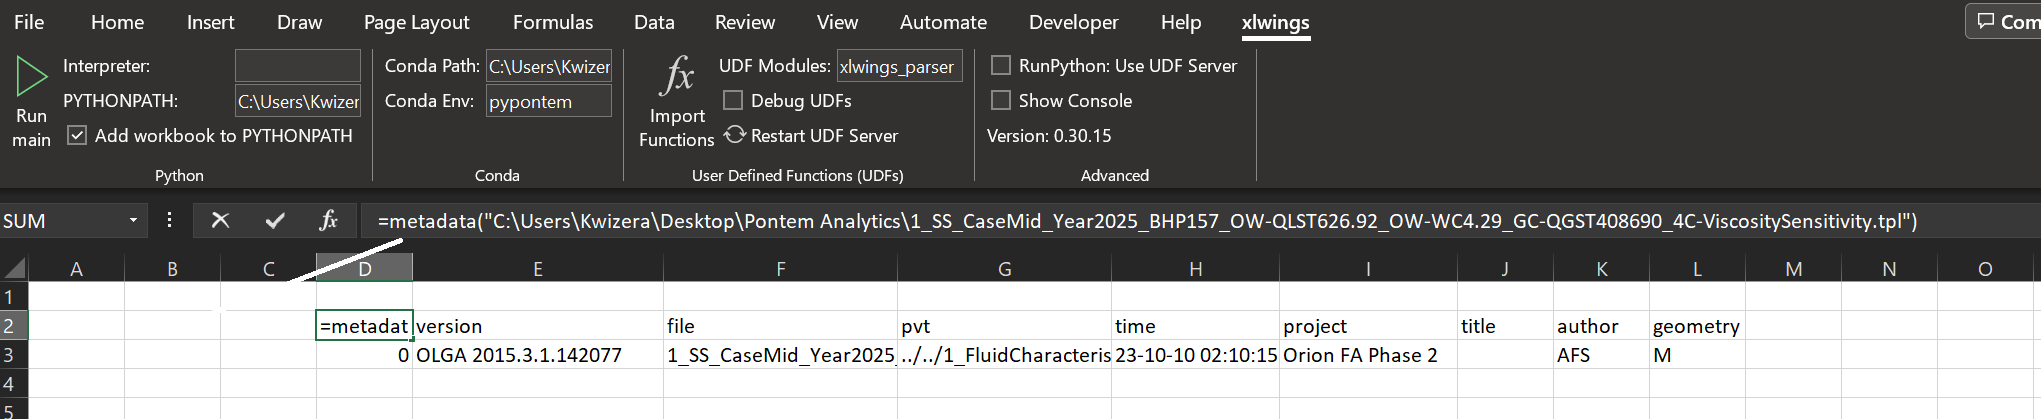 File Home Insert Draw Page Layout Formulas Data Review View Automate Developer Help xlwings Com
Interpreter: Conda Path: C:\Users\Kwizer UDF Modules: xlwings_parser RunPython: Use UDF Server
PYTHONPATH: C:\Users\Kwizer Conda Env: pypontem Debug UDFs Show Console
Run main Add workbook to PYTHONPATH Import Functions Restart UDF Server Version: 0.30.15
Python Conda User Defined Functions (UDFs) Advanced
SUM fx =metadata("C:\Users\Kwizera\Desktop\Pontem Analytics\1_SS_CaseMid_Year2025_BHP157_OW-QLST626.92_OW-WC4.29_GC-QGST408690_4C-ViscositySensitivity.tpl")
A B C D E F G H I J K L M N O
1
2 =metadat version file pvt time project title author geometry
3 0 OLGA 2015.3.1.142077 1_SS_CaseMid_Year2025_ ../../1_FluidCharacteris 23-10-10 02:10:15 Orion FA Phase 2 AFS M
4
5